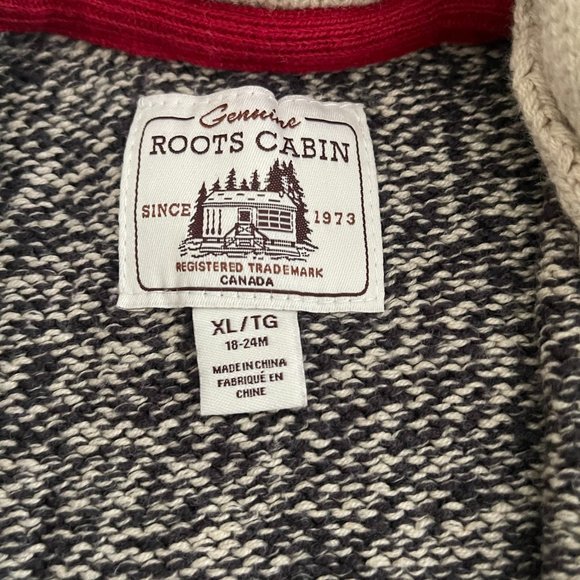 Genuine
ROOTS CABIN
SINCE 1973
REGISTERED TRADEMARK
CANADA
XL/TG
18-24M
MADE IN CHINA
FABRIQUÉ EN
CHINE